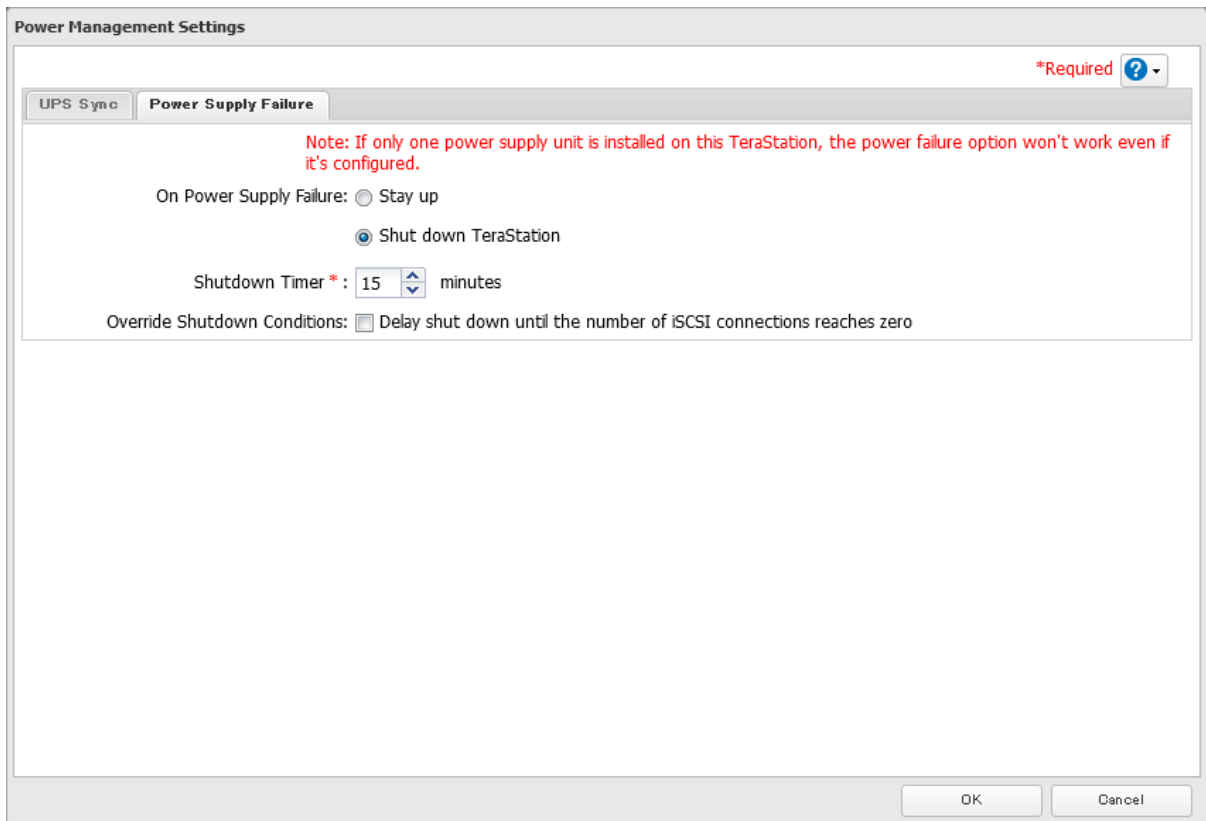 Power Management Settings
*Required ?
UPS Sync Power Supply Failure
Note: If only one power supply unit is installed on this TeraStation, the power failure option won't work even if
it's configured.
On Power Supply Failure: Stay up
Shut down TeraStation
Shutdown Timer * : 15 minutes
Override Shutdown Conditions: Delay shut down until the number of iSCSI connections reaches zero
OK Cancel